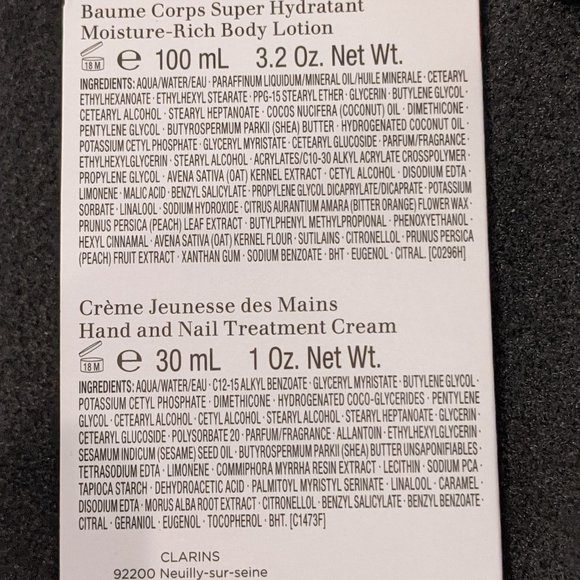 Baume Corps Super Hydratant
Moisture-Rich Body Lotion
18 M e 100 mL 3.2 Oz. Net Wt.
INGREDIENTS: AQUA/WATER/EAU · PARAFFINUM LIQUIDUM/MINERAL OIL/HUILE MINERALE · CETEARYL
ETHYLHEXANOATE · ETHYLHEXYL STEARATE · PPG-15 STEARYL ETHER · GLYCERIN · BUTYLENE GLYCOL ·
CETEARYL ALCOHOL · STEARYL HEPTANOATE · COCOS NUCIFERA (COCONUT) OIL · DIMETHICONE ·
PENTYLENE GLYCOL · BUTYROSPERMUM PARKII (SHEA) BUTTER · HYDROGENATED COCONUT OIL ·
POTASSIUM CETYL PHOSPHATE · GLYCERYL MYRISTATE · CETEARYL GLUCOSIDE · PARFUM/FRAGRANCE ·
ETHYLHEXYLGLYCERIN · STEARYL ALCOHOL · ACRYLATES/C10-30 ALKYL ACRYLATE CROSSPOLYMER ·
PROPYLENE GLYCOL · AVENA SATIVA (OAT) KERNEL EXTRACT · CETYL ALCOHOL · DISODIUM EDTA ·
LIMONENE · MALIC ACID · BENZYL SALICYLATE · PROPYLENE GLYCOL DICAPRYLATE/DICAPRATE · POTASSIUM
SORBATE · LINALOOL · SODIUM HYDROXIDE · CITRUS AURANTIUM AMARA (BITTER ORANGE) FLOWER WAX ·
PRUNUS PERSICA (PEACH) LEAF EXTRACT · BUTYLPHENYL METHYLPROPIONAL · PHENOXYETHANOL ·
HEXYL CINNAMAL · AVENA SATIVA (OAT) KERNEL FLOUR · SUTILAINS · CITRONELLOL · PRUNUS PERSICA
(PEACH) FRUIT EXTRACT · XANTHAN GUM · SODIUM BENZOATE · BHT · EUGENOL · CITRAL. [C0296H]
Crème Jeunesse des Mains
Hand and Nail Treatment Cream
18 M e 30 mL 1 Oz. Net Wt.
INGREDIENTS: AQUA/WATER/EAU · C12-15 ALKYL BENZOATE · GLYCERYL MYRISTATE · BUTYLENE GLYCOL ·
POTASSIUM CETYL PHOSPHATE · DIMETHICONE · HYDROGENATED COCO-GLYCERIDES · PENTYLENE
GLYCOL · CETEARYL ALCOHOL · CETYL ALCOHOL · STEARYL ALCOHOL · STEARYL HEPTANOATE · GLYCERIN ·
CETEARYL GLUCOSIDE · POLYSORBATE 20 · PARFUM/FRAGRANCE · ALLANTOIN · ETHYLHEXYLGLYCERIN ·
SESAMUM INDICUM (SESAME) SEED OIL · BUTYROSPERMUM PARKII (SHEA) BUTTER UNSAPONIFIABLES ·
TETRASODIUM EDTA · LIMONENE · COMMIPHORA MYRRHA RESIN EXTRACT · LECITHIN · SODIUM PCA ·
TAPIOCA STARCH · DEHYDROACETIC ACID · PALMITOYL MYRISTYL SERINATE · LINALOOL · CARAMEL ·
DISODIUM EDTA · MORUS ALBA ROOT EXTRACT · CITRONELLOL · BENZYL SALICYLATE · BENZYL BENZOATE ·
CITRAL · GERANIOL · EUGENOL · TOCOPHEROL · BHT. [C1473F]
CLARINS
92200 Neuilly-sur-seine